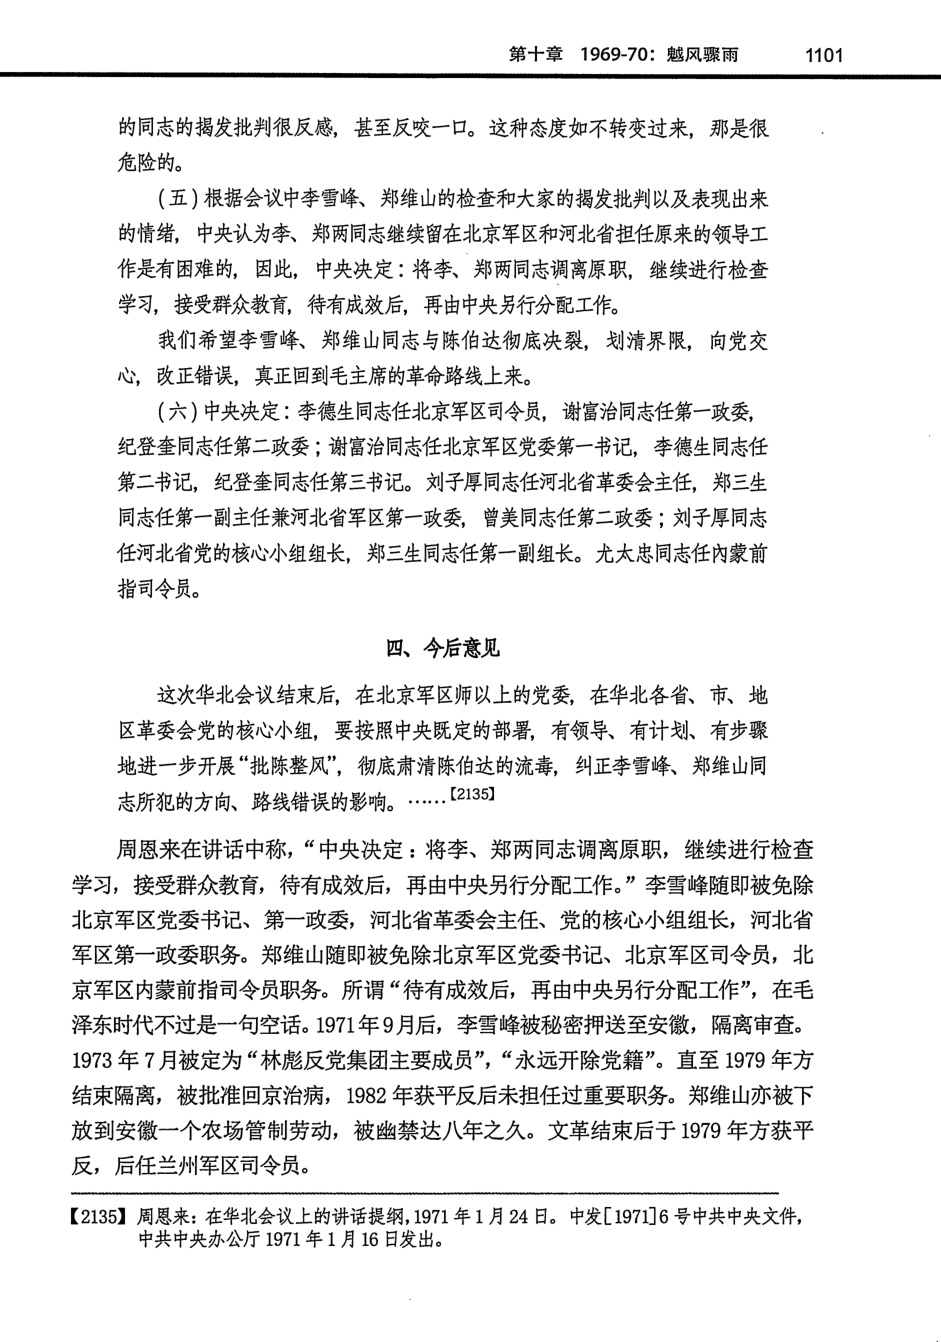 第十章 1969-70：魃风骤雨 1101
的同志的揭发批判很反感，甚至反咬一口。这种态度如不转变过来，那是很
危险的。
（五）根据会议中李雪峰、郑维山的检查和大家的揭发批判以及表现出来
的情绪，中央认为李、郑两同志继续留在北京军区和河北省担任原来的领导工
作是有困难的，因此，中央决定：将李、郑两同志调离原职，继续进行检查
学习，接受群众教育，待有成效后，再由中央另行分配工作。
我们希望李雪峰、郑维山同志与陈伯达彻底决裂，划清界限，向党交
心，改正错误，真正回到毛主席的革命路线上来。
（六）中央决定：李德生同志任北京军区司令员，谢富治同志任第一政委，
纪登奎同志任第二政委；谢富治同志任北京军区党委第一书记，李德生同志任
第二书记，纪登奎同志任第三书记。刘子厚同志任河北省革委会主任，郑三生
同志任第一副主任兼河北省军区第一政委，曾美同志任第二政委；刘子厚同志
任河北省党的核心小组组长，郑三生同志任第一副组长。尤太忠同志任内蒙前
指司令员。
四、今后意见
这次华北会议结束后，在北京军区师以上的党委，在华北各省、市、地
区革委会党的核心小组，要按照中央既定的部署，有领导、有计划、有步骤
地进一步开展“批陈整风”，彻底肃清陈伯达的流毒，纠正李雪峰、郑维山同
志所犯的方向、路线错误的影响。……【2135】
周恩来在讲话中称，“中央决定：将李、郑两同志调离原职，继续进行检查
学习，接受群众教育，待有成效后，再由中央另行分配工作。”李雪峰随即被免除
北京军区党委书记、第一政委，河北省革委会主任、党的核心小组组长，河北省
军区第一政委职务。郑维山随即被免除北京军区党委书记、北京军区司令员，北
京军区内蒙前指司令员职务。所谓“待有成效后，再由中央另行分配工作”，在毛
泽东时代不过是一句空话。1971年9月后，李雪峰被秘密押送至安徽，隔离审查。
1973 年 7 月被定为“林彪反党集团主要成员”，“永远开除党籍”。直至 1979 年方
结束隔离，被批准回京治病，1982 年获平反后未担任过重要职务。郑维山亦被下
放到安徽一个农场管制劳动，被幽禁达八年之久。文革结束后于 1979 年方获平
反，后任兰州军区司令员。
【2135】 周恩来：在华北会议上的讲话提纲，1971 年 1 月 24 日。中发[1971]6 号中共中央文件，
中共中央办公厅 1971 年 1 月 16 日发出。